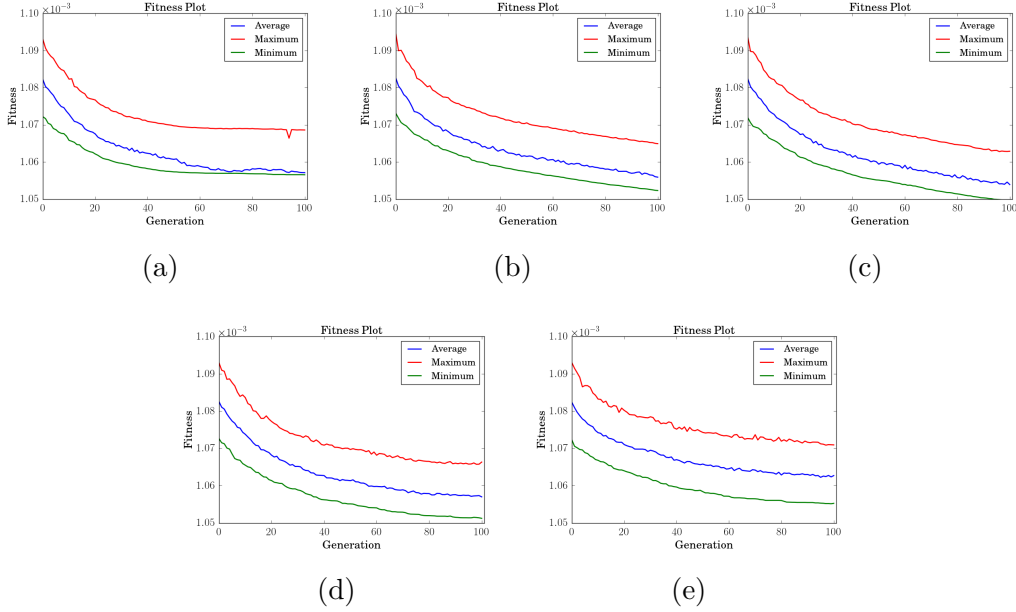 Fitness Plot
1.10 ×10⁻³
Average
Maximum
Minimum
1.09
1.08
1.07
1.06
1.05
Fitness
0 20 40 60 80 100
Generation
(a)
Fitness Plot
1.10 ×10⁻³
Average
Maximum
Minimum
1.09
1.08
1.07
1.06
1.05
Fitness
0 20 40 60 80 100
Generation
(b)
Fitness Plot
1.10 ×10⁻³
Average
Maximum
Minimum
1.09
1.08
1.07
1.06
1.05
Fitness
0 20 40 60 80 100
Generation
(c)
Fitness Plot
1.10 ×10⁻³
Average
Maximum
Minimum
1.09
1.08
1.07
1.06
1.05
Fitness
0 20 40 60 80 100
Generation
(d)
Fitness Plot
1.10 ×10⁻³
Average
Maximum
Minimum
1.09
1.08
1.07
1.06
1.05
Fitness
0 20 40 60 80 100
Generation
(e)